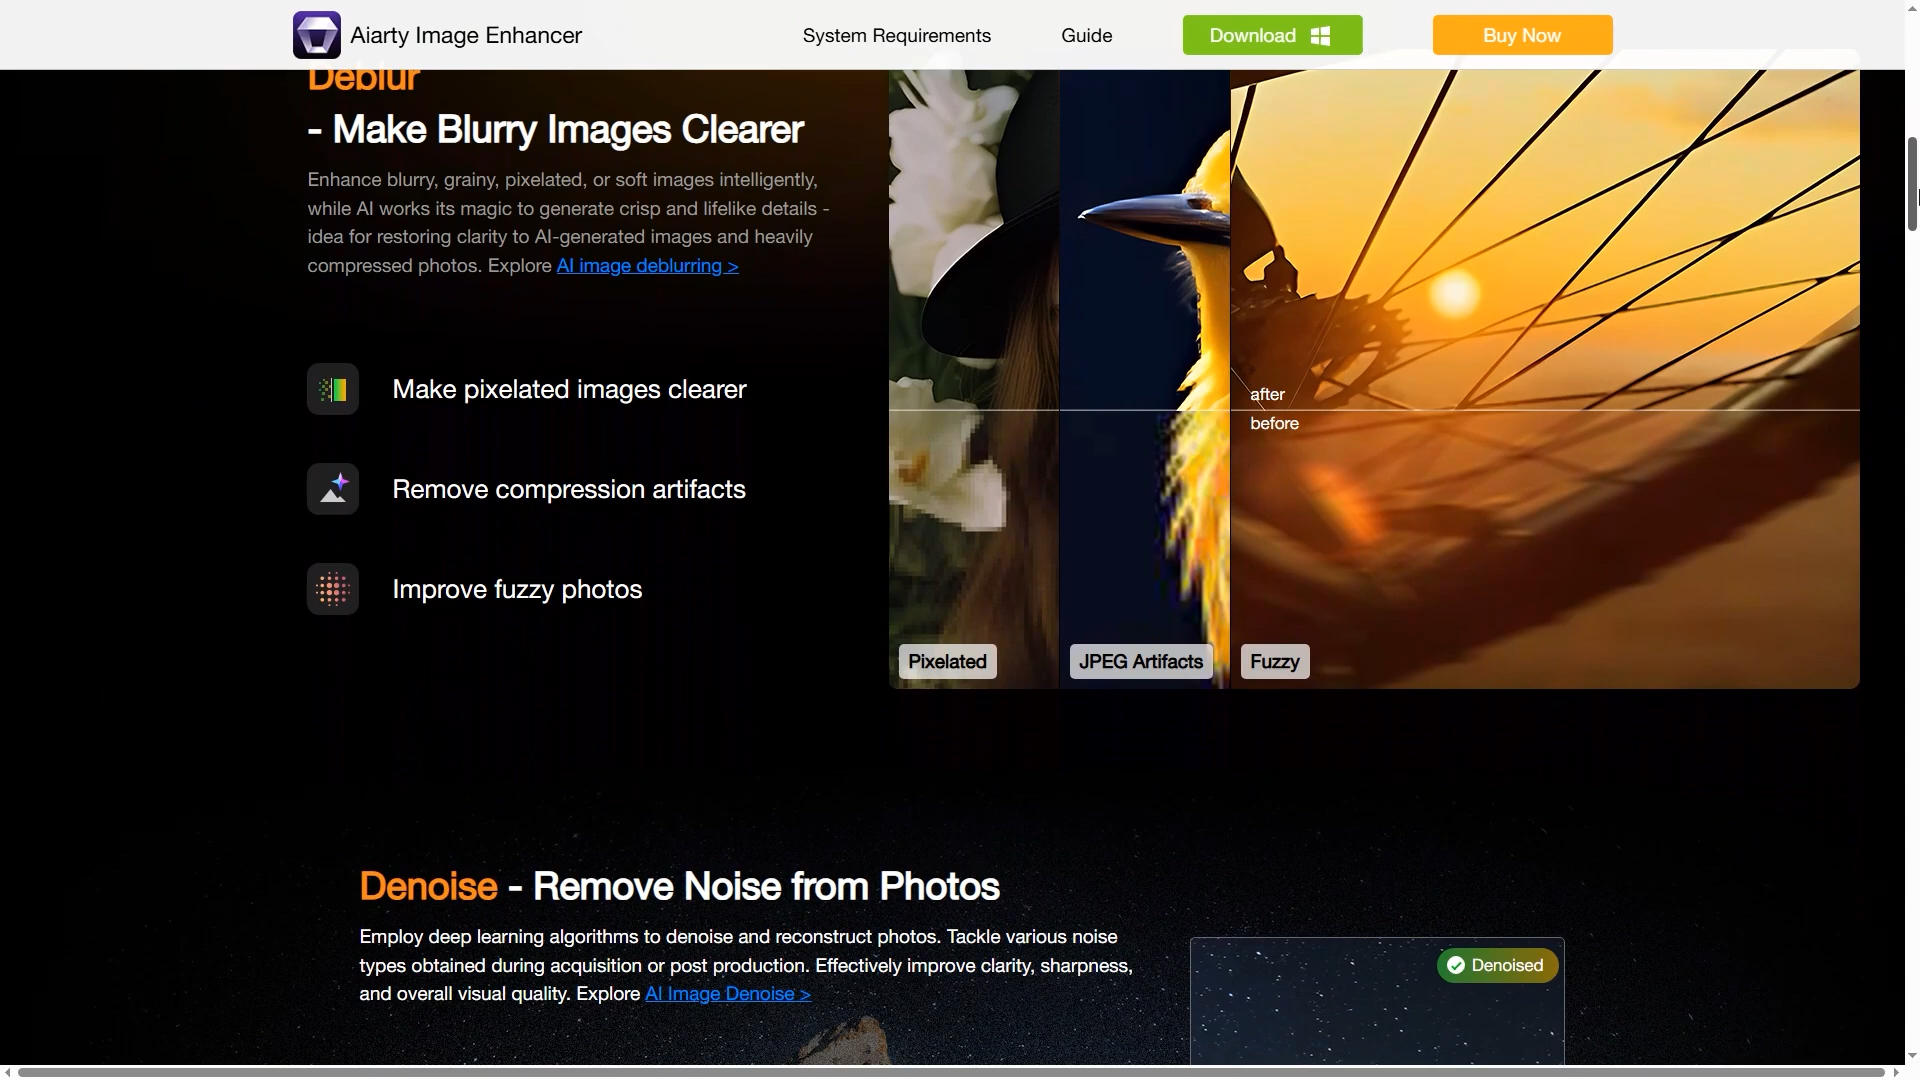 Aiarty Image Enhancer
System Requirements
Guide
Download
Buy Now
Deblur
- Make Blurry Images Clearer
Enhance blurry, grainy, pixelated, or soft images intelligently,
while AI works its magic to generate crisp and lifelike details -
idea for restoring clarity to AI-generated images and heavily
compressed photos. Explore AI image deblurring >
Make pixelated images clearer
Remove compression artifacts
Improve fuzzy photos
after
before
Pixelated
JPEG Artifacts
Fuzzy
Denoise - Remove Noise from Photos
Employ deep learning algorithms to denoise and reconstruct photos. Tackle various noise
types obtained during acquisition or post production. Effectively improve clarity, sharpness,
and overall visual quality. Explore AI Image Denoise >
Denoised